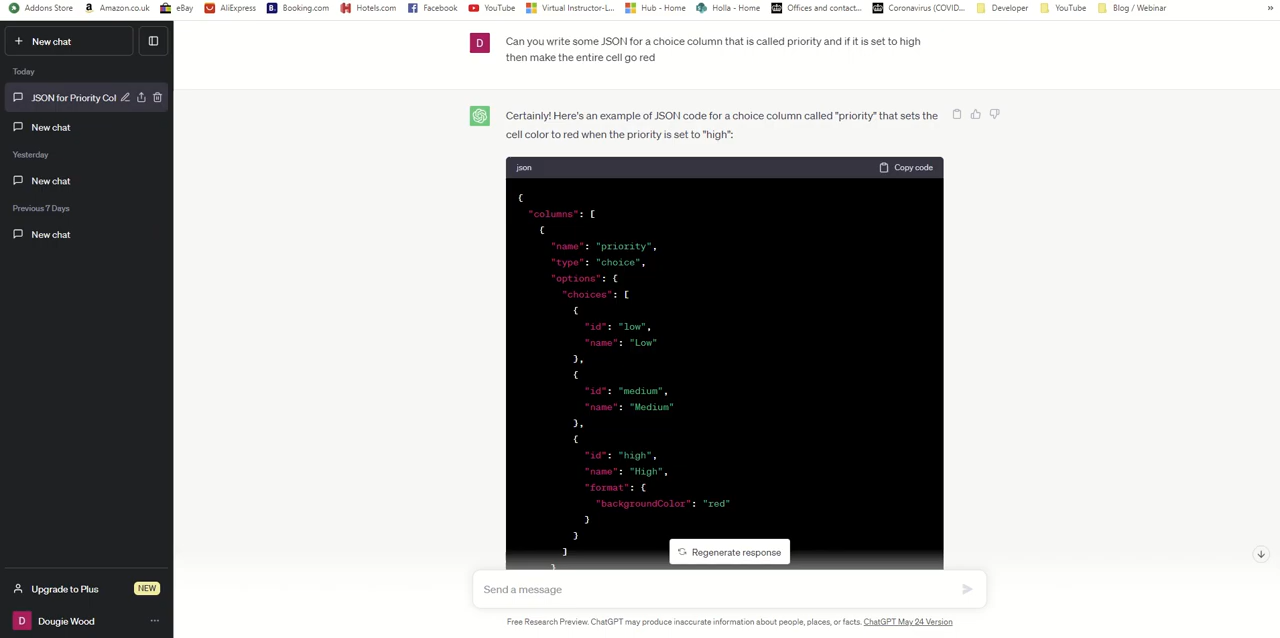 Addons Store Amazon.co.uk eBay AliExpress Booking.com Hotels.com Facebook YouTube Virtual Instructor-L... Hub - Home Holla - Home Offices and contact... Coronavirus (COVID... Developer YouTube Blog / Webinar »
+ New chat
Today
JSON for Priority Col
New chat
Yesterday
New chat
Previous 7 Days
New chat
Upgrade to Plus NEW
D Dougie Wood ...
D Can you write some JSON for a choice column that is called priority and if it is set to high
then make the entire cell go red
Certainly! Here's an example of JSON code for a choice column called "priority" that sets the
cell color to red when the priority is set to "high":
json Copy code
{
"columns": [
{
"name": "priority",
"type": "choice",
"options": {
"choices": [
{
"id": "low",
"name": "Low"
},
{
"id": "medium",
"name": "Medium"
},
{
"id": "high",
"name": "High",
"format": {
"backgroundColor": "red"
}
}
]
}
Regenerate response
Send a message
Free Research Preview. ChatGPT may produce inaccurate information about people, places, or facts. ChatGPT May 24 Version